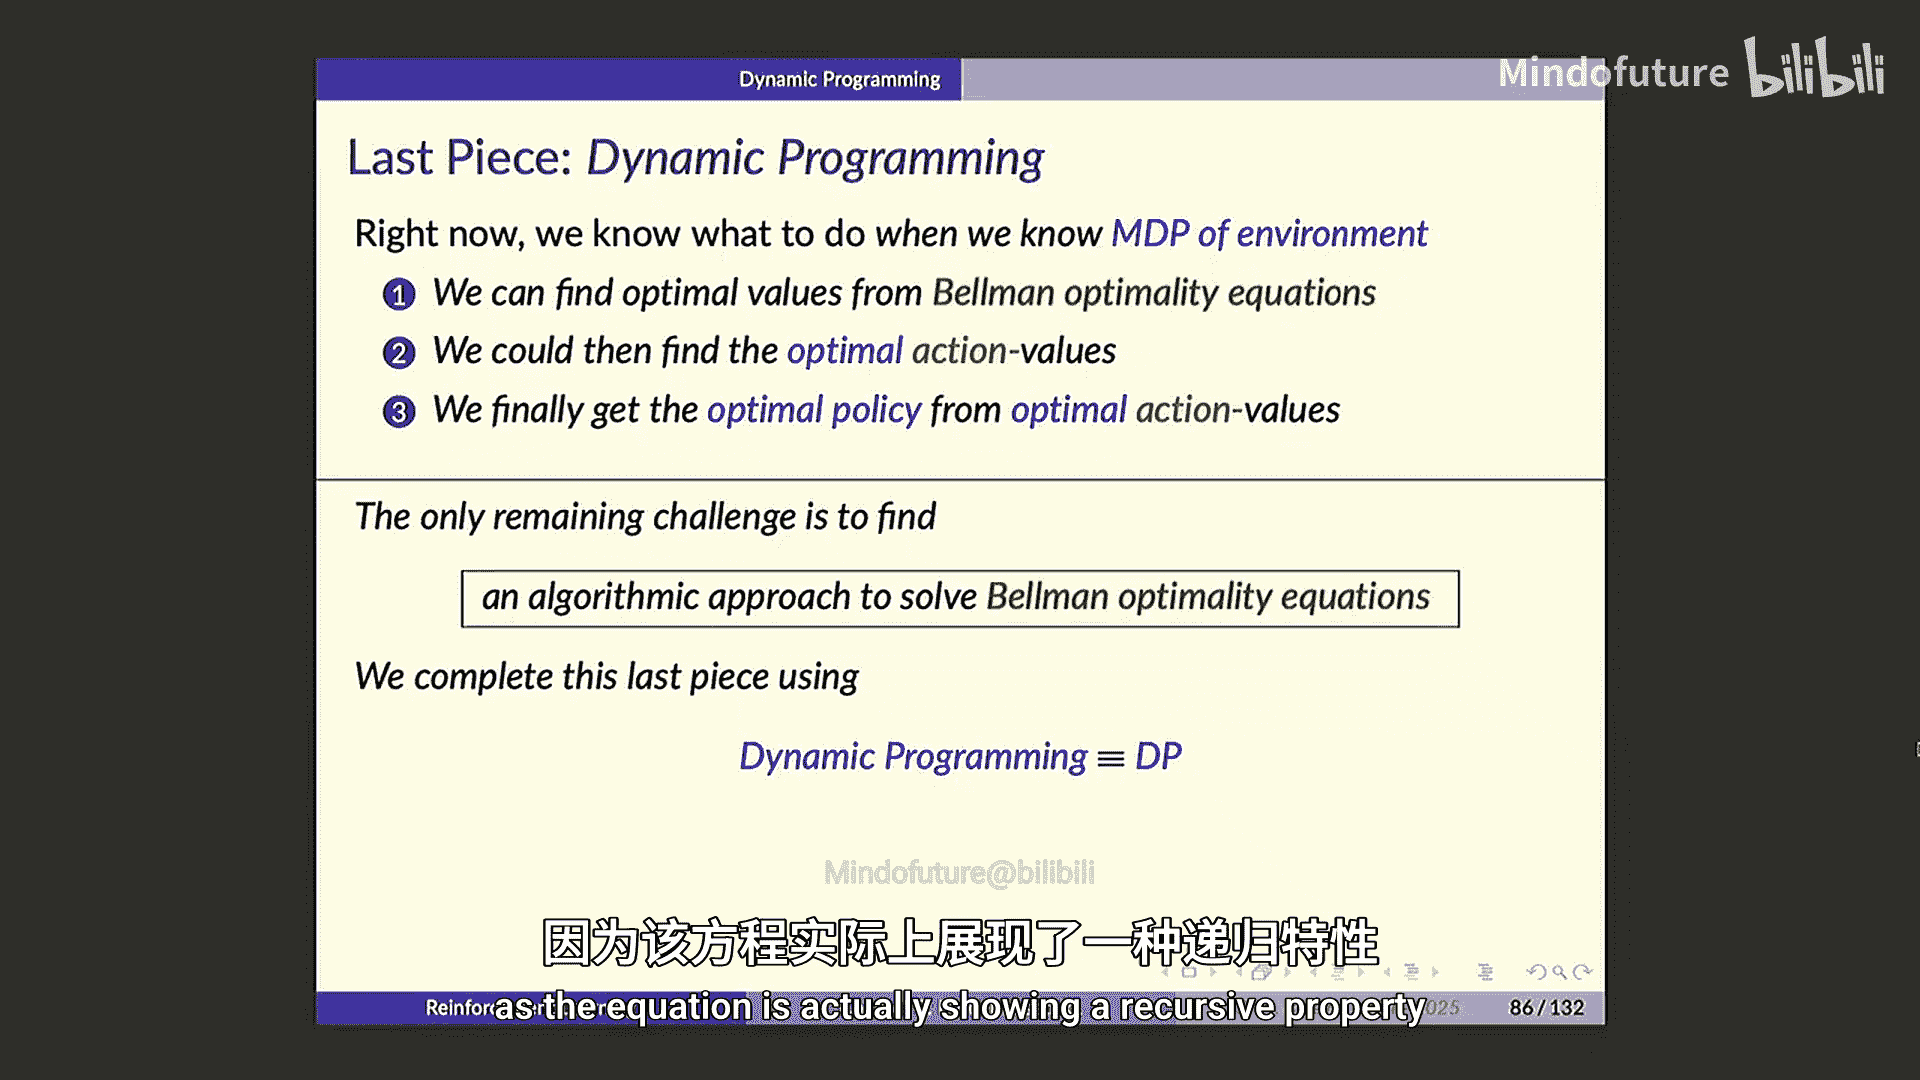 Dynamic Programming
Mindofuture bilibili
Last Piece: Dynamic Programming
Right now, we know what to do when we know MDP of environment
1 We can find optimal values from Bellman optimality equations
2 We could then find the optimal action-values
3 We finally get the optimal policy from optimal action-values
The only remaining challenge is to find
an algorithmic approach to solve Bellman optimality equations
We complete this last piece using
Dynamic Programming ≡ DP
Mindofuture@bilibili
因为该方程实际上展现了一种递归特性
as the equation is actually showing a recursive property
86 / 132